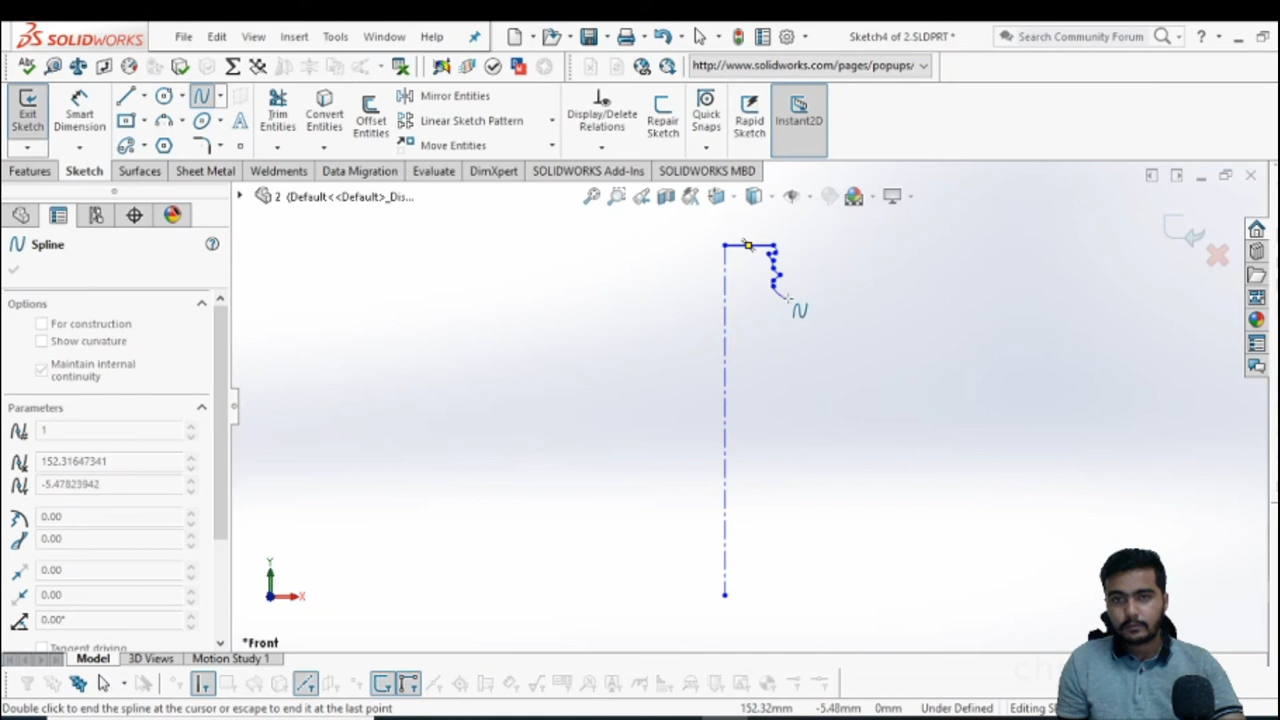 SOLIDWORKS File Edit View Insert Tools Window Help Sketch4 of 2.SLDPRT * Search Community Forum ?
http://www.solidworks.com/pages/popups/
Exit Sketch
Smart Dimension
Trim Entities
Convert Entities
Offset Entities
Mirror Entities
Linear Sketch Pattern
Move Entities
Display/Delete Relations
Repair Sketch
Quick Snaps
Rapid Sketch
Instant2D
Features Sketch Surfaces Sheet Metal Weldments Data Migration Evaluate DimXpert SOLIDWORKS Add-Ins SOLIDWORKS MBD
2 (Default<<Default>_Dis...
Spline ?
Options
For construction
Show curvature
Maintain internal
continuity
Parameters
1
152.31647341
-5.47823942
0.00
0.00
0.00
0.00
0.00°
Tangent driving
Y
X
*Front
Model 3D Views Motion Study 1
Double click to end the spline at the cursor or escape to end it at the last point 152.32mm -5.48mm 0mm Under Defined